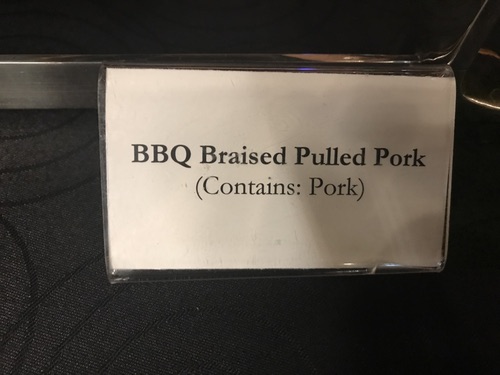 BBQ Braised Pulled Pork
(Contains: Pork)